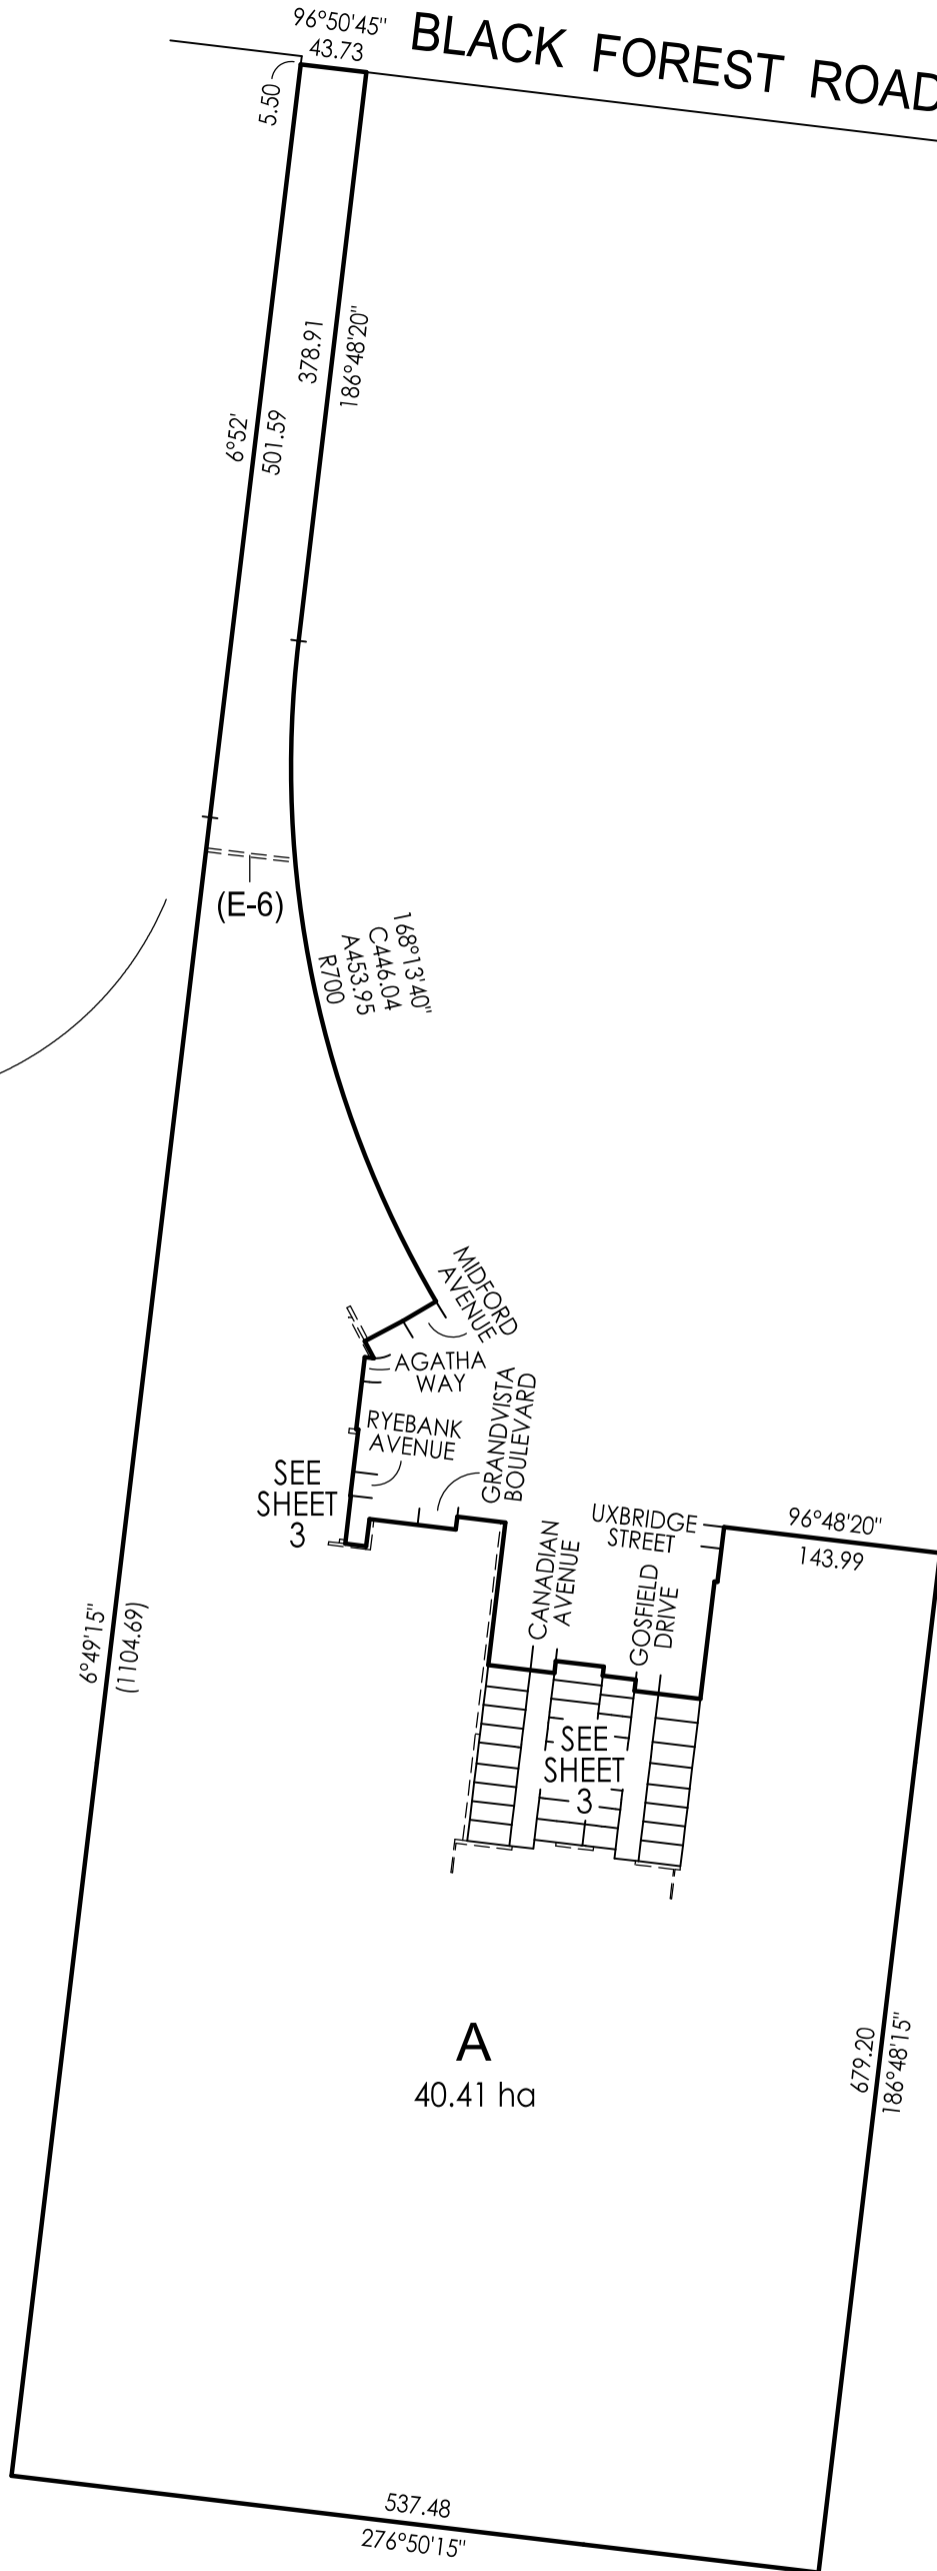 96°50'45"
43.73
BLACK FOREST ROAD
5.50
378.91
186°48'20"
6°52'
501.59
(E-6)
168°13'40"
C446.04
A453.95
R700
MIDFORD
AVENUE
AGATHA
WAY
RYEBANK
AVENUE
GRANDVISTA
BOULEVARD
SEE
SHEET
3
UXBRIDGE
STREET
96°48'20"
143.99
CANADIAN
AVENUE
GOSFIELD
DRIVE
6°49'15"
(1104.69)
SEE
SHEET
3
A
40.41 ha
679.20
186°48'15"
537.48
276°50'15"